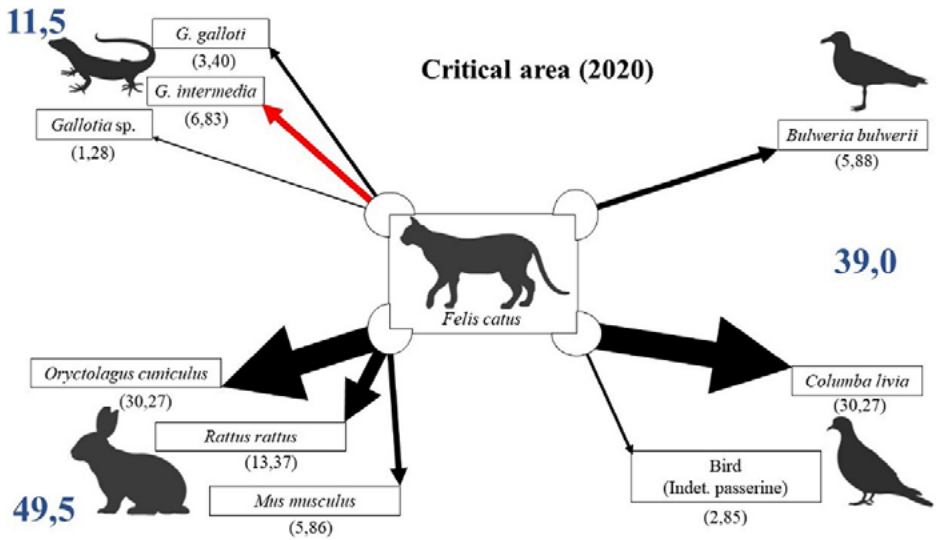 11,5
G. galloti
(3,40)
G. intermedia
(6,83)
Gallotia sp.
(1,28)
Critical area (2020)
Bulweria bulwerii
(5,88)
39,0
Felis catus
Oryctolagus cuniculus
(30,27)
Rattus rattus
(13,37)
Mus musculus
(5,86)
49,5
Columba livia
(30,27)
Bird
(Indet. passerine)
(2,85)